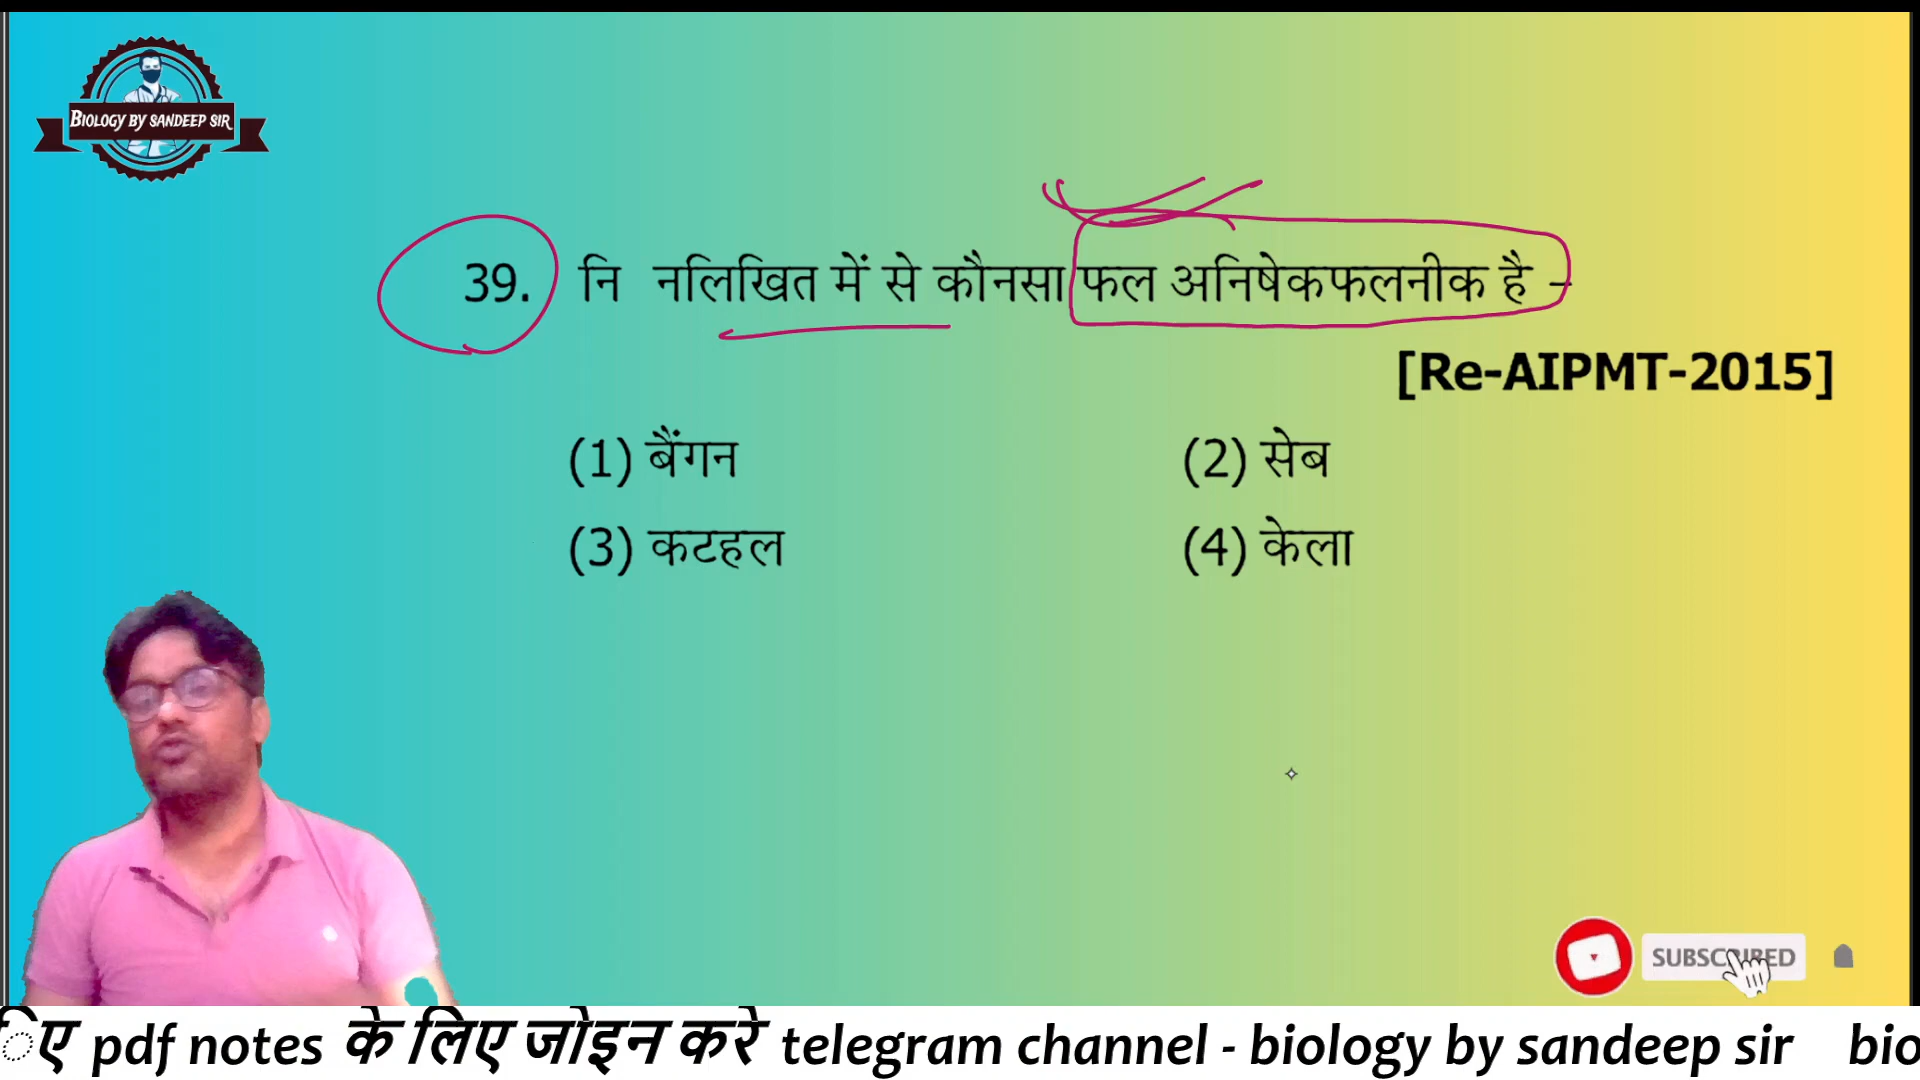 BIOLOGY BY SANDEEP SIR
39. नि नलिखित में से कौनसा फल अनिषेकफलनीक है -
[Re-AIPMT-2015]
(1) बैंगन (2) सेब
(3) कटहल (4) केला
SUBSCRIBED
िए pdf notes के लिए जोइन करे telegram channel - biology by sandeep sir bio